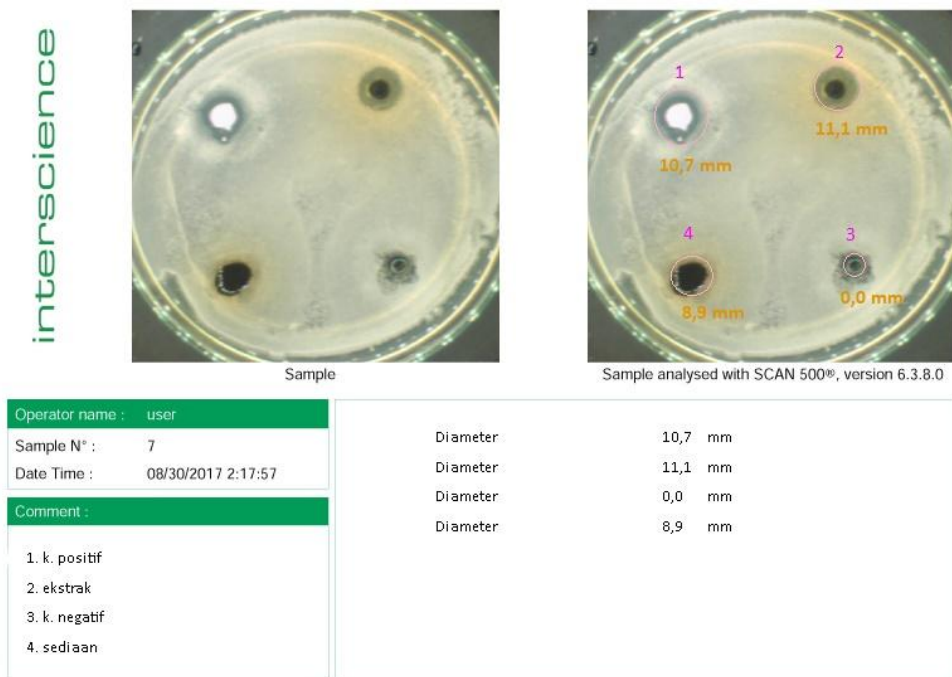 interscience
1
2
11,1 mm
10,7 mm
4
3
8,9 mm
0,0 mm
Sample
Sample analysed with SCAN 500®, version 6.3.8.0
Operator name : user
Sample N° : 7
Date Time : 08/30/2017 2:17:57
Comment :
1. k. positif
2. ekstrak
3. k. negatif
4. sediaan
Diameter 10,7 mm
Diameter 11,1 mm
Diameter 0,0 mm
Diameter 8,9 mm